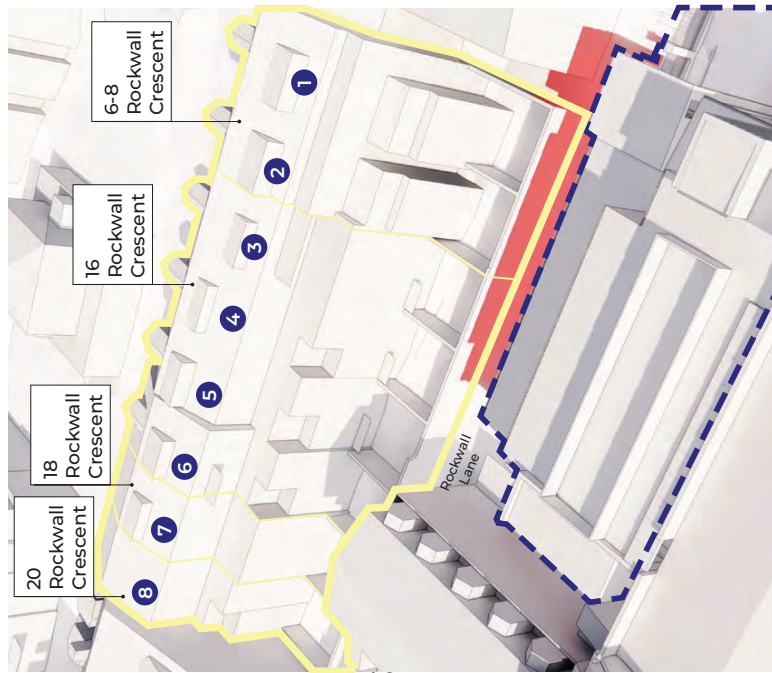 6-8
Rockwall
Crescent
16
Rockwall
Crescent
18
Rockwall
Crescent
20
Rockwall
Crescent
1
2
3
4
5
6
7
8
Rockwall
Lane